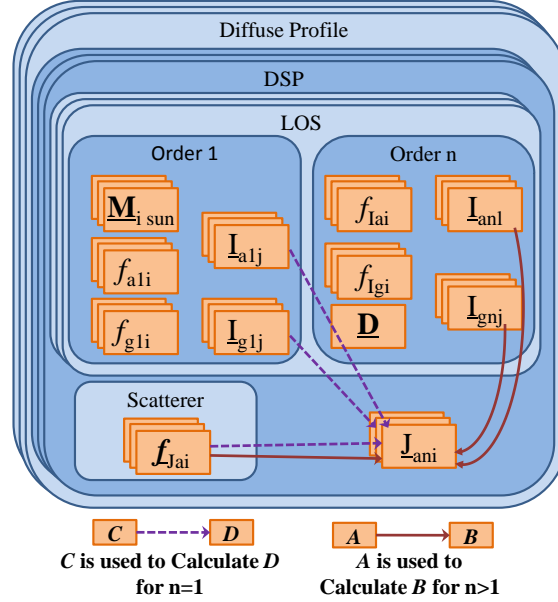 Diffuse Profile
DSP
LOS
Order 1
Order n
M i sun
f a1i
f g1i
I a1j
I g1j
f Iai
f Igi
D
I anl
I gnj
Scatterer
f Jai
J ani
C
D
A
B
C is used to Calculate D
for n=1
A is used to
Calculate B for n>1